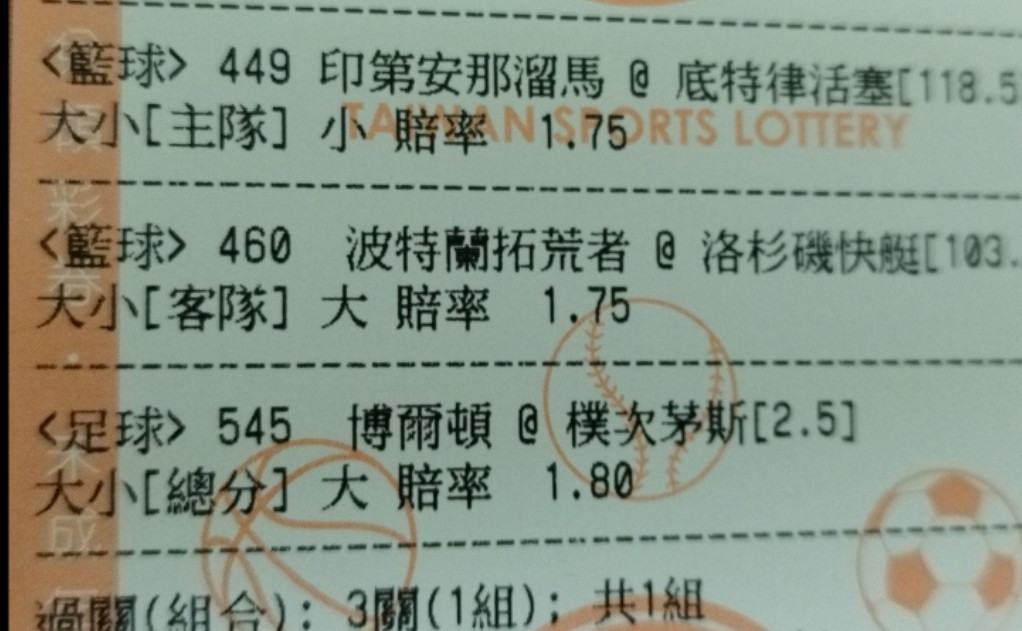 <籃球> 449 印第安那溜馬 @ 底特律活塞[118.5
大小[主隊] 小 賠率 1.75
TAIWAN SPORTS LOTTERY
<籃球> 460 波特蘭拓荒者 @ 洛杉磯快艇[103.
大小[客隊] 大 賠率 1.75
<足球> 545 博爾頓 @ 樸次茅斯[2.5]
大小[總分] 大 賠率 1.80
過關(組合): 3關(1組); 共1組